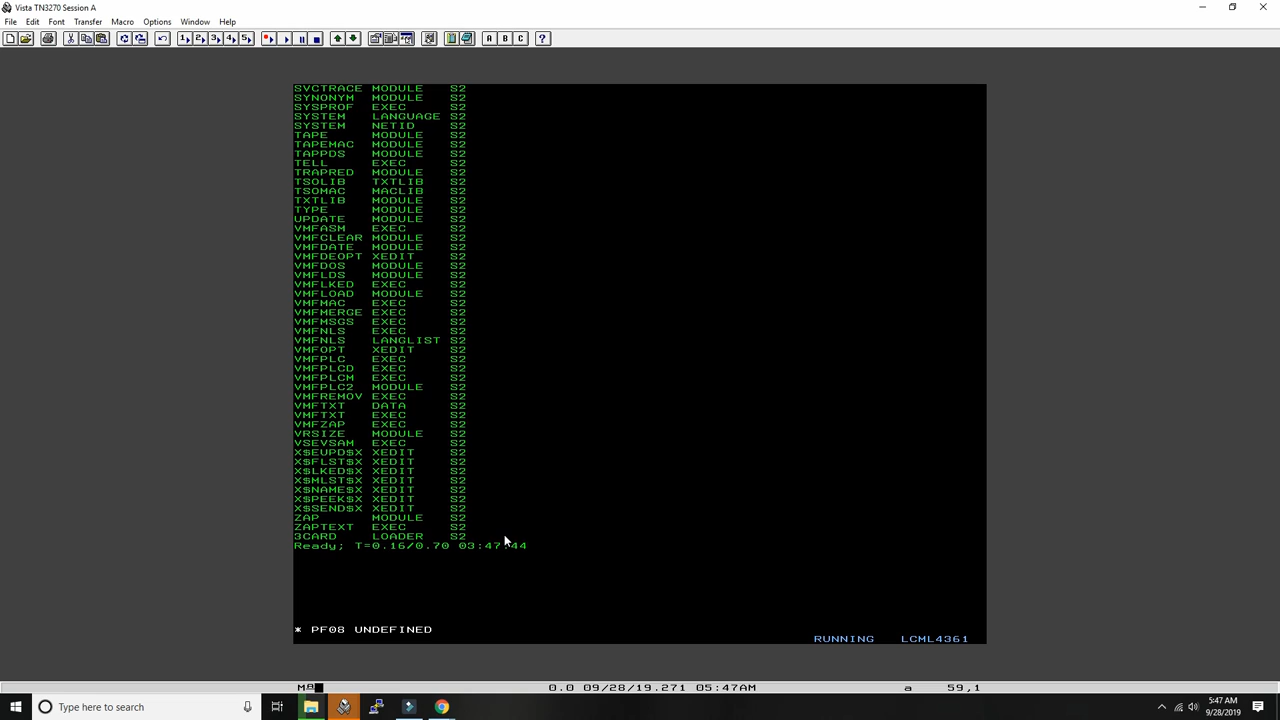 Vista TN3270 Session A
File Edit Font Transfer Macro Options Window Help
1 2 3 4 5 A B C ?
SVCTRACE MODULE S2
SYNONYM MODULE S2
SYSPROF EXEC S2
SYSTEM LANGUAGE S2
SYSTEM NETID S2
TAPE MODULE S2
TAPEMAC MODULE S2
TAPPDS MODULE S2
TELL EXEC S2
TRAPRED MODULE S2
TSOLIB TXTLIB S2
TSOMAC MACLIB S2
TXTLIB MODULE S2
TYPE MODULE S2
UPDATE MODULE S2
VMFASM EXEC S2
VMFCLEAR MODULE S2
VMFDATE MODULE S2
VMFDEOPT XEDIT S2
VMFDOS MODULE S2
VMFLDS MODULE S2
VMFLKED EXEC S2
VMFLOAD MODULE S2
VMFMAC EXEC S2
VMFMERGE EXEC S2
VMFMSGS EXEC S2
VMFNLS EXEC S2
VMFNLS LANGLIST S2
VMFOPT XEDIT S2
VMFPLC EXEC S2
VMFPLCD EXEC S2
VMFPLCM EXEC S2
VMFPLC2 MODULE S2
VMFREMOV EXEC S2
VMFTXT DATA S2
VMFTXT EXEC S2
VMFZAP EXEC S2
VRSIZE MODULE S2
VSEVSAM EXEC S2
X$EUPD$X XEDIT S2
X$FLST$X XEDIT S2
X$LKED$X XEDIT S2
X$MLST$X XEDIT S2
X$NAME$X XEDIT S2
X$PEEK$X XEDIT S2
X$SEND$X XEDIT S2
ZAP MODULE S2
ZAPTEXT EXEC S2
3CARD LOADER S2
Ready; T=0.16/0.70 03:47:44
* PF08 UNDEFINED
RUNNING LCML4361
MA 0.0 09/28/19.271 05:47AM a 59,1
Type here to search
5:47 AM
9/28/2019